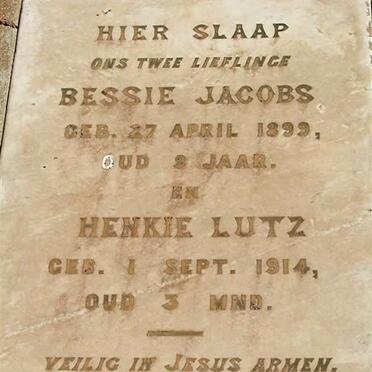 HIER SLAAP
ONS TWEE LIEFLINGE
BESSIE JACOBS
GEB. 27 APRIL 1899,
OUD 2 JAAR.
EN
HENKIE LUTZ
GEB. 1 SEPT. 1914,
OUD 3 MND.
VEILIG IN JESUS ARMEN.